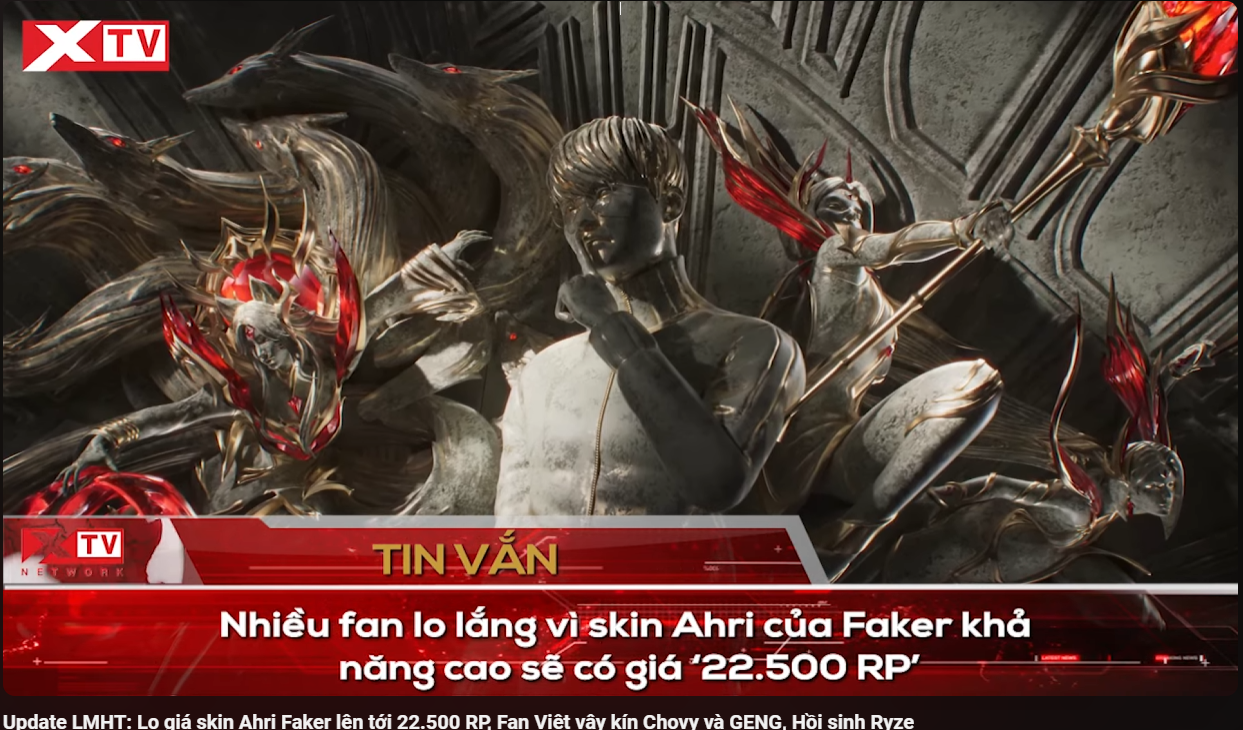 XTV
XTV
NETWORK
TIN VẮN
Nhiều fan lo lắng vì skin Ahri của Faker khả
năng cao sẽ có giá ‘22.500 RP’
LATEST NEWS
Update LMHT: Lo giá skin Ahri Faker lên tới 22.500 RP, Fan Việt vây kín Chovy và GENG, Hồi sinh Ryze